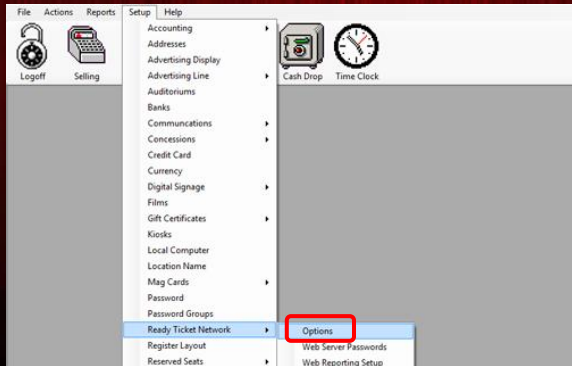 File Actions Reports Setup Help
Logoff Selling Cash Drop Time Clock
Accounting
Addresses
Advertising Display
Advertising Line
Auditoriums
Banks
Communcations
Concessions
Credit Card
Currency
Digital Signage
Films
Gift Certificates
Kiosks
Local Computer
Location Name
Mag Cards
Password
Password Groups
Ready Ticket Network
Register Layout
Reserved Seats
Options
Web Server Passwords
Web Reporting Setup